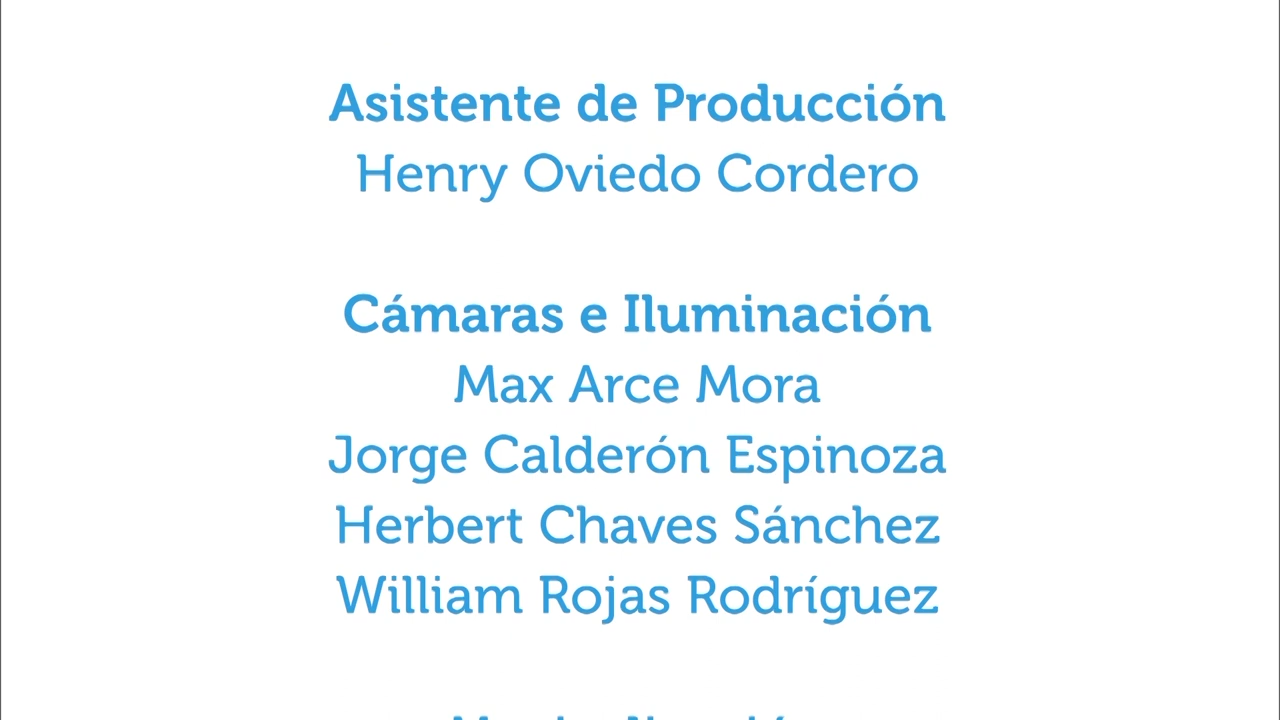 Asistente de Producción
Henry Oviedo Cordero
Cámaras e Iluminación
Max Arce Mora
Jorge Calderón Espinoza
Herbert Chaves Sánchez
William Rojas Rodríguez